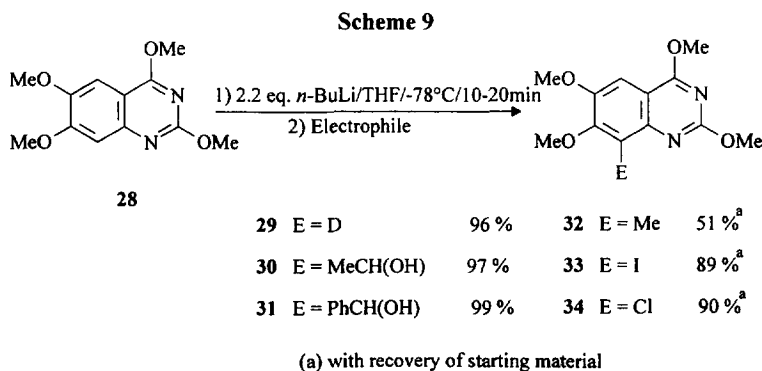 Scheme 9
OMe
MeO
N
MeO
N
OMe
28
1) 2.2 eq. n-BuLi/THF/-78°C/10-20min
2) Electrophile
OMe
MeO
N
MeO
N
OMe
E
29 E = D 96 % 32 E = Me 51 %ᵃ
30 E = MeCH(OH) 97 % 33 E = I 89 %ᵃ
31 E = PhCH(OH) 99 % 34 E = Cl 90 %ᵃ
(a) with recovery of starting material